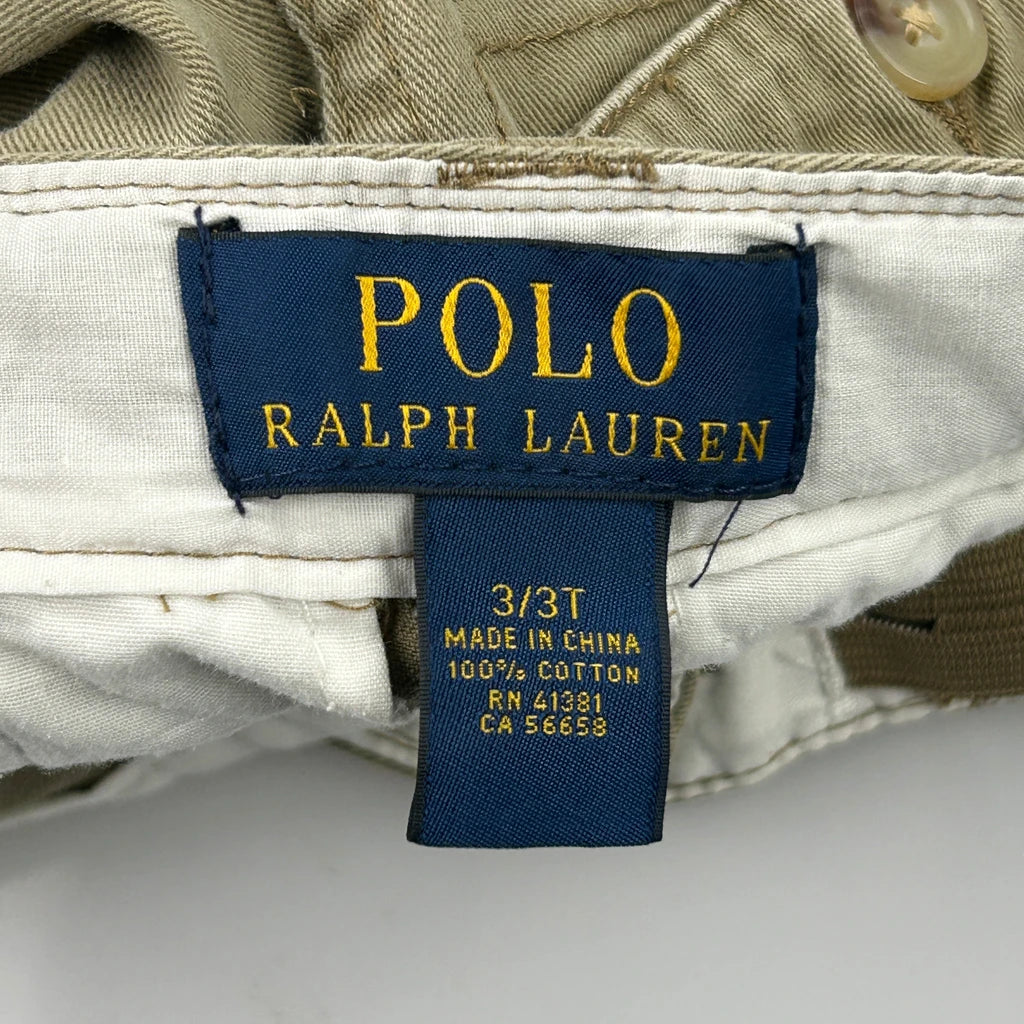 POLO
RALPH LAUREN
3/3T
MADE IN CHINA
100% COTTON
RN 41381
CA 56658